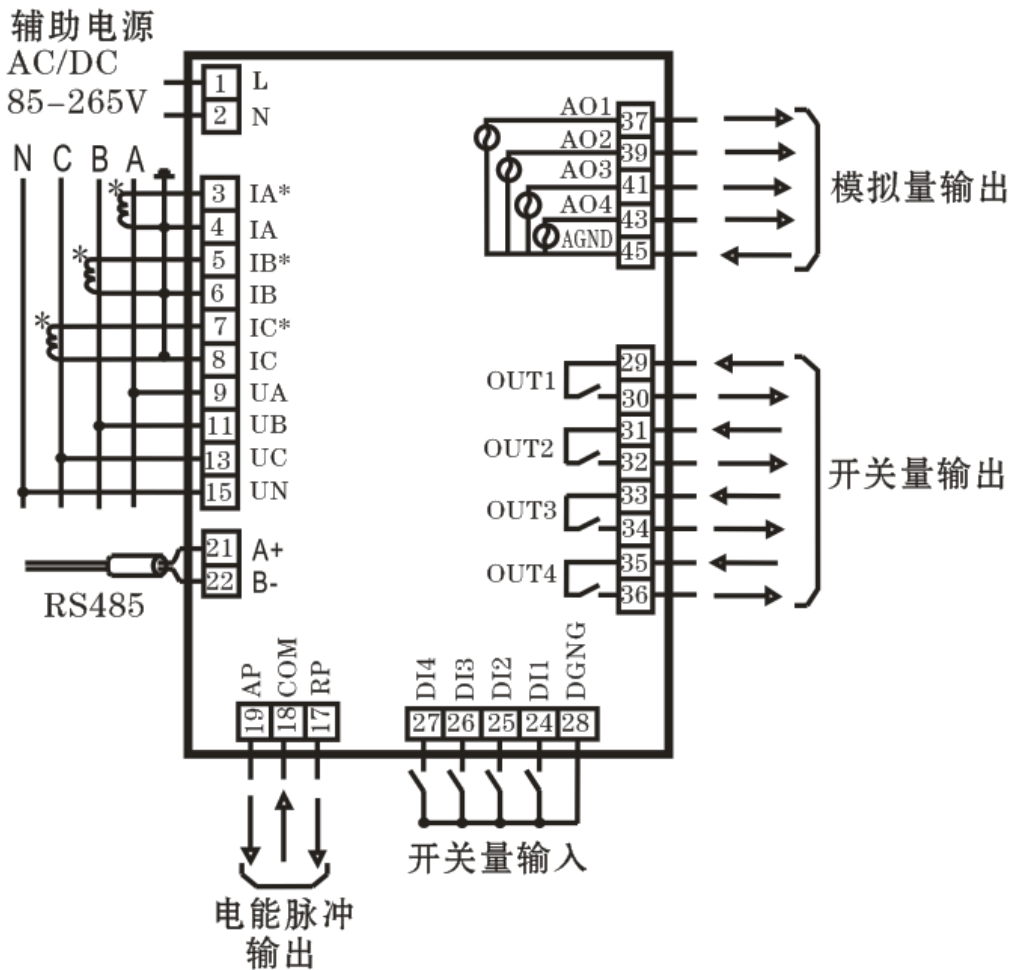 辅助电源
AC/DC
85-265V
1 L
2 N
N C B A
* 3 IA*
4 IA
* 5 IB*
6 IB
* 7 IC*
8 IC
9 UA
11 UB
13 UC
15 UN
21 A+
22 B-
RS485
AO1 37
AO2 39
AO3 41
AO4 43
AGND 45
模拟量输出
OUT1 29
30
OUT2 31
32
OUT3 33
34
OUT4 35
36
开关量输出
AP COM RP
19 18 17
电能脉冲
输出
DI4 DI3 DI2 DI1 DGNG
27 26 25 24 28
开关量输入